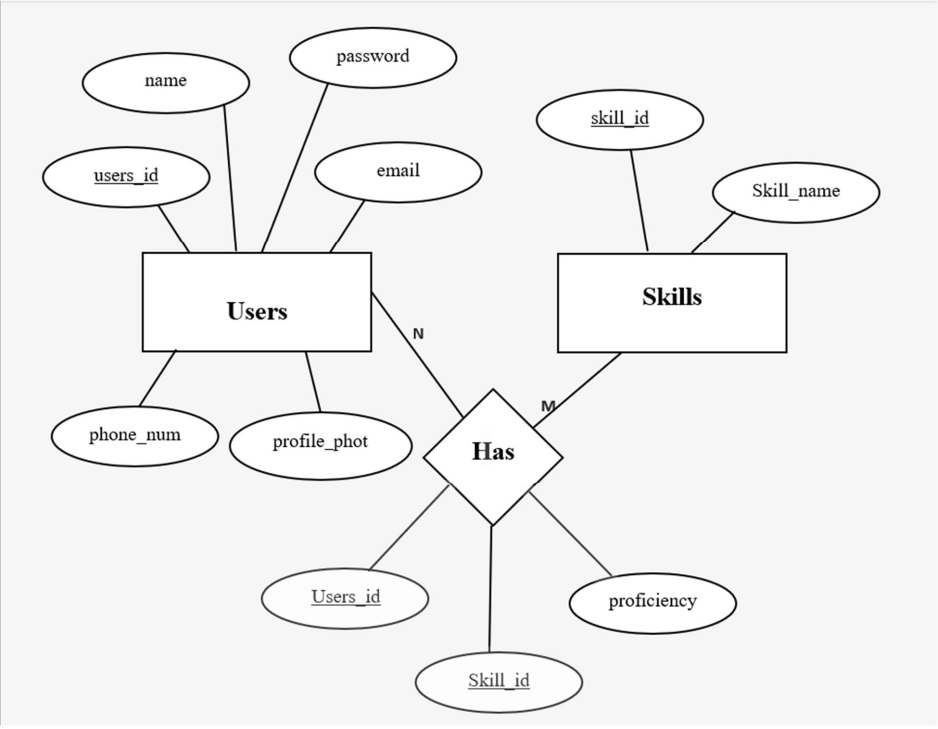 password
name
skill_id
users_id
email
Skill_name
Users
Skills
N
M
phone_num
profile_phot
Has
Users_id
proficiency
Skill_id